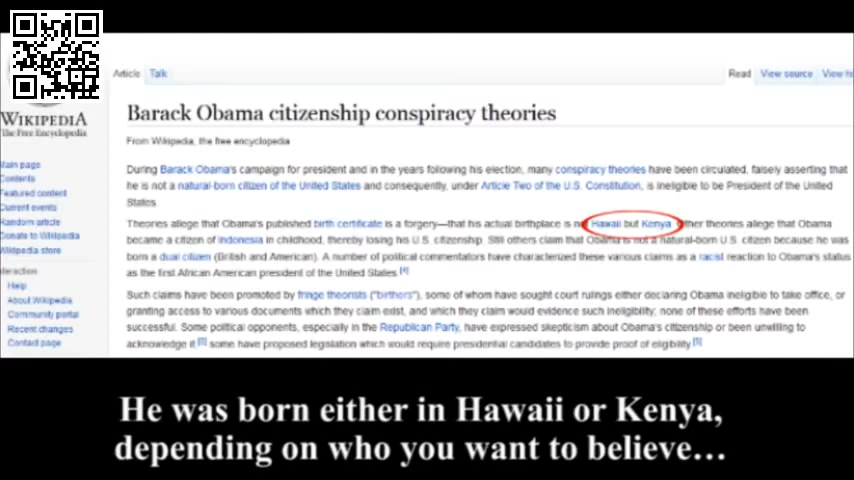 WIKIPEDIA
The Free Encyclopedia
Main page
Contents
Featured content
Current events
Random article
Donate to Wikipedia
Wikipedia store
Interaction
Help
About Wikipedia
Community portal
Recent changes
Contact page
Article Talk Read View source View hi
Barack Obama citizenship conspiracy theories
From Wikipedia, the free encyclopedia
During Barack Obama's campaign for president and in the years following his election, many conspiracy theories have been circulated, falsely asserting that
he is not a natural-born citizen of the United States and consequently, under Article Two of the U.S. Constitution, is ineligible to be President of the United
States.
Theories allege that Obama's published birth certificate is a forgery—that his actual birthplace is not Hawaii but Kenya. Other theories allege that Obama
became a citizen of Indonesia in childhood, thereby losing his U.S. citizenship. Still others claim that Obama is not a natural-born U.S. citizen because he was
born a dual citizen (British and American). A number of political commentators have characterized these various claims as a racist reaction to Obama's status
as the first African American president of the United States.[4]
Such claims have been promoted by fringe theorists ("birthers"), some of whom have sought court rulings either declaring Obama ineligible to take office, or
granting access to various documents which they claim exist, and which they claim would evidence such ineligibility; none of these efforts have been
successful. Some political opponents, especially in the Republican Party, have expressed skepticism about Obama's citizenship or been unwilling to
acknowledge it; some have proposed legislation which would require presidential candidates to provide proof of eligibility.
He was born either in Hawaii or Kenya,
depending on who you want to believe…